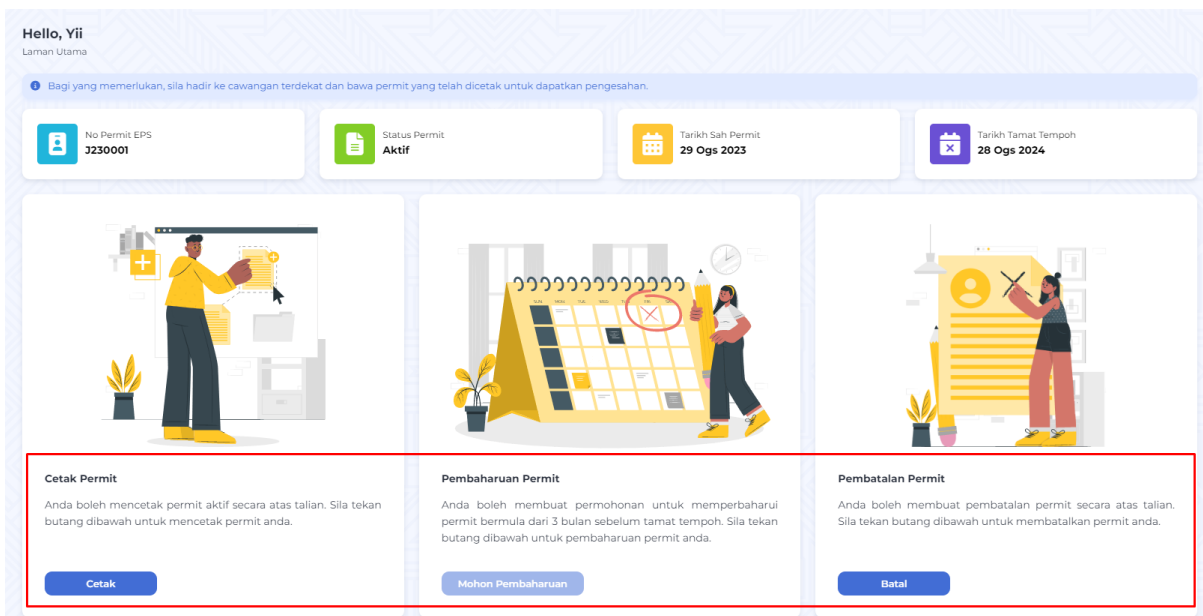 Hello, Yii
Laman Utama
Bagi yang memerlukan, sila hadir ke cawangan terdekat dan bawa permit yang telah dicetak untuk dapatkan pengesahan.
No Permit EPS
J230001
Status Permit
Aktif
Tarikh Sah Permit
29 Ogs 2023
Tarikh Tamat Tempoh
28 Ogs 2024
Cetak Permit
Anda boleh mencetak permit aktif secara atas talian. Sila tekan
butang dibawah untuk mencetak permit anda.
Cetak
Pembaharuan Permit
Anda boleh membuat permohonan untuk memperbaharui
permit bermula dari 3 bulan sebelum tamat tempoh. Sila tekan
butang dibawah untuk pembaharuan permit anda.
Mohon Pembaharuan
Pembatalan Permit
Anda boleh membuat pembatalan permit secara atas talian.
Sila tekan butang dibawah untuk membatalkan permit anda.
Batal